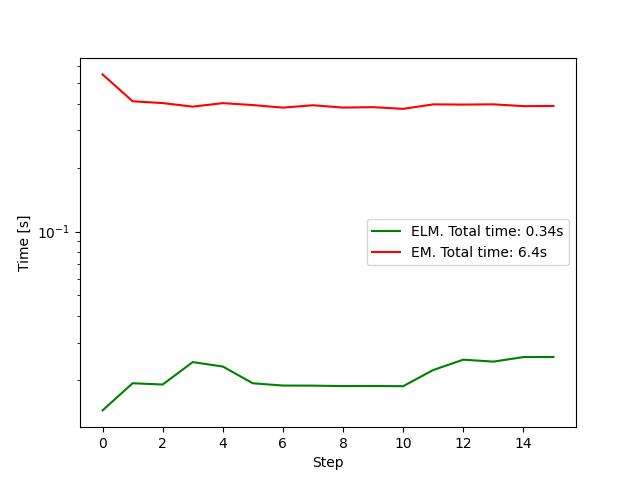 Time [s]
10⁻¹
ELM. Total time: 0.34s
EM. Total time: 6.4s
0 2 4 6 8 10 12 14
Step